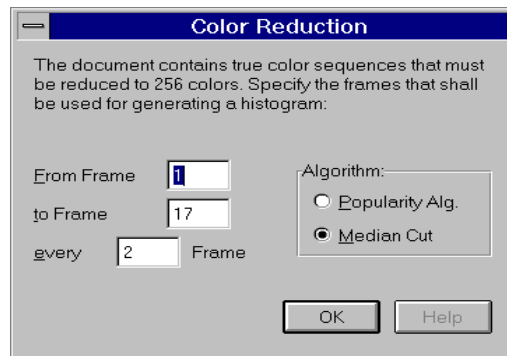 Color Reduction
The document contains true color sequences that must
be reduced to 256 colors. Specify the frames that shall
be used for generating a histogram:
From Frame 1
to Frame 17
every 2 Frame
Algorithm:
Popularity Alg.
Median Cut
OK Help